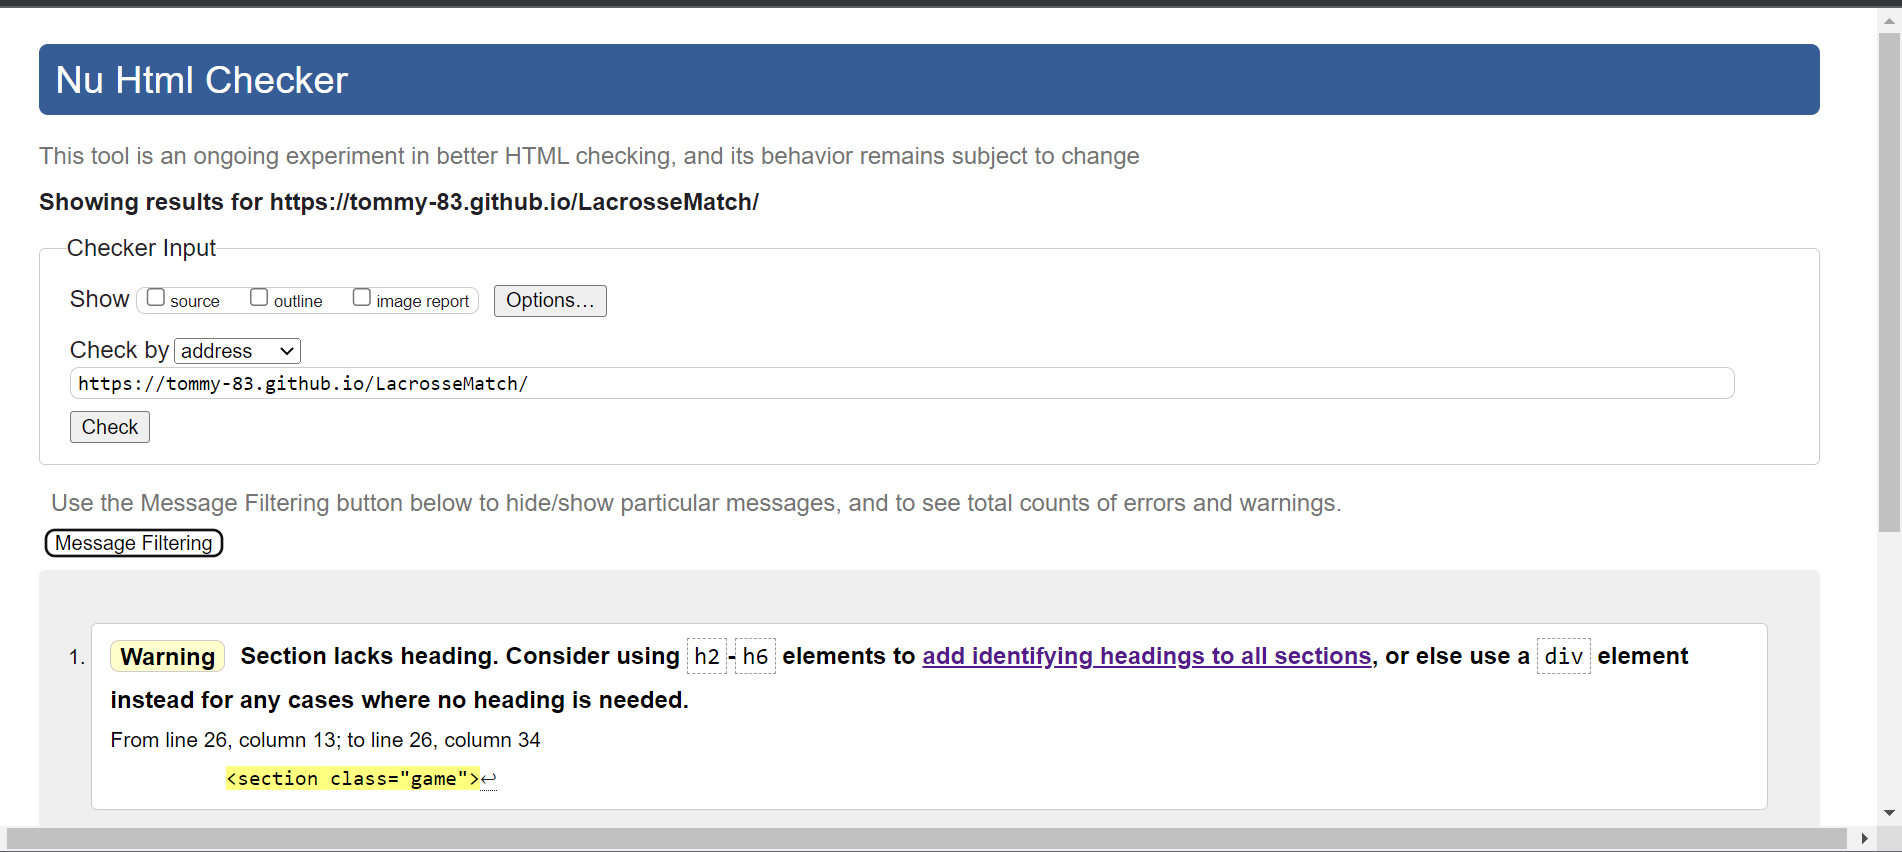 Nu Html Checker
This tool is an ongoing experiment in better HTML checking, and its behavior remains subject to change
Showing results for https://tommy-83.github.io/LacrosseMatch/
Checker Input
Show source outline image report Options...
Check by address
https://tommy-83.github.io/LacrosseMatch/
Check
Use the Message Filtering button below to hide/show particular messages, and to see total counts of errors and warnings.
Message Filtering
1. Warning Section lacks heading. Consider using h2-h6 elements to add identifying headings to all sections, or else use a div element
instead for any cases where no heading is needed.
From line 26, column 13; to line 26, column 34
<section class="game">↩